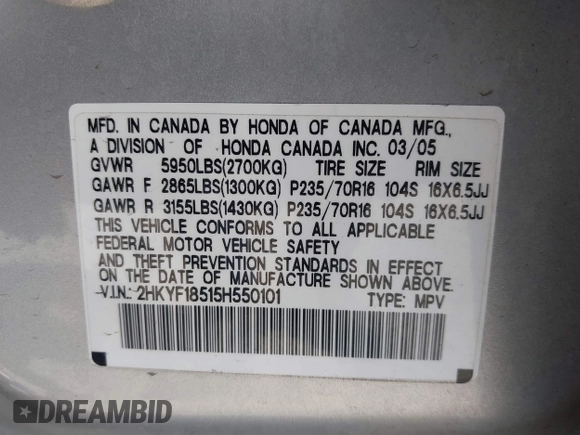 MFD. IN CANADA BY HONDA OF CANADA MFG.,
A DIVISION OF HONDA CANADA INC. 03/05
GVWR 5950LBS(2700KG) TIRE SIZE RIM SIZE
GAWR F 2865LBS(1300KG) P235/70R16 104S 16X6.5JJ
GAWR R 3155LBS(1430KG) P235/70R16 104S 16X6.5JJ
THIS VEHICLE CONFORMS TO ALL APPLICABLE
FEDERAL MOTOR VEHICLE SAFETY
AND THEFT PREVENTION STANDARDS IN EFFECT
ON THE DATE OF MANUFACTURE SHOWN ABOVE.
V.I.N.: 2HKYF18515H550101 TYPE: MPV
DREAMBID